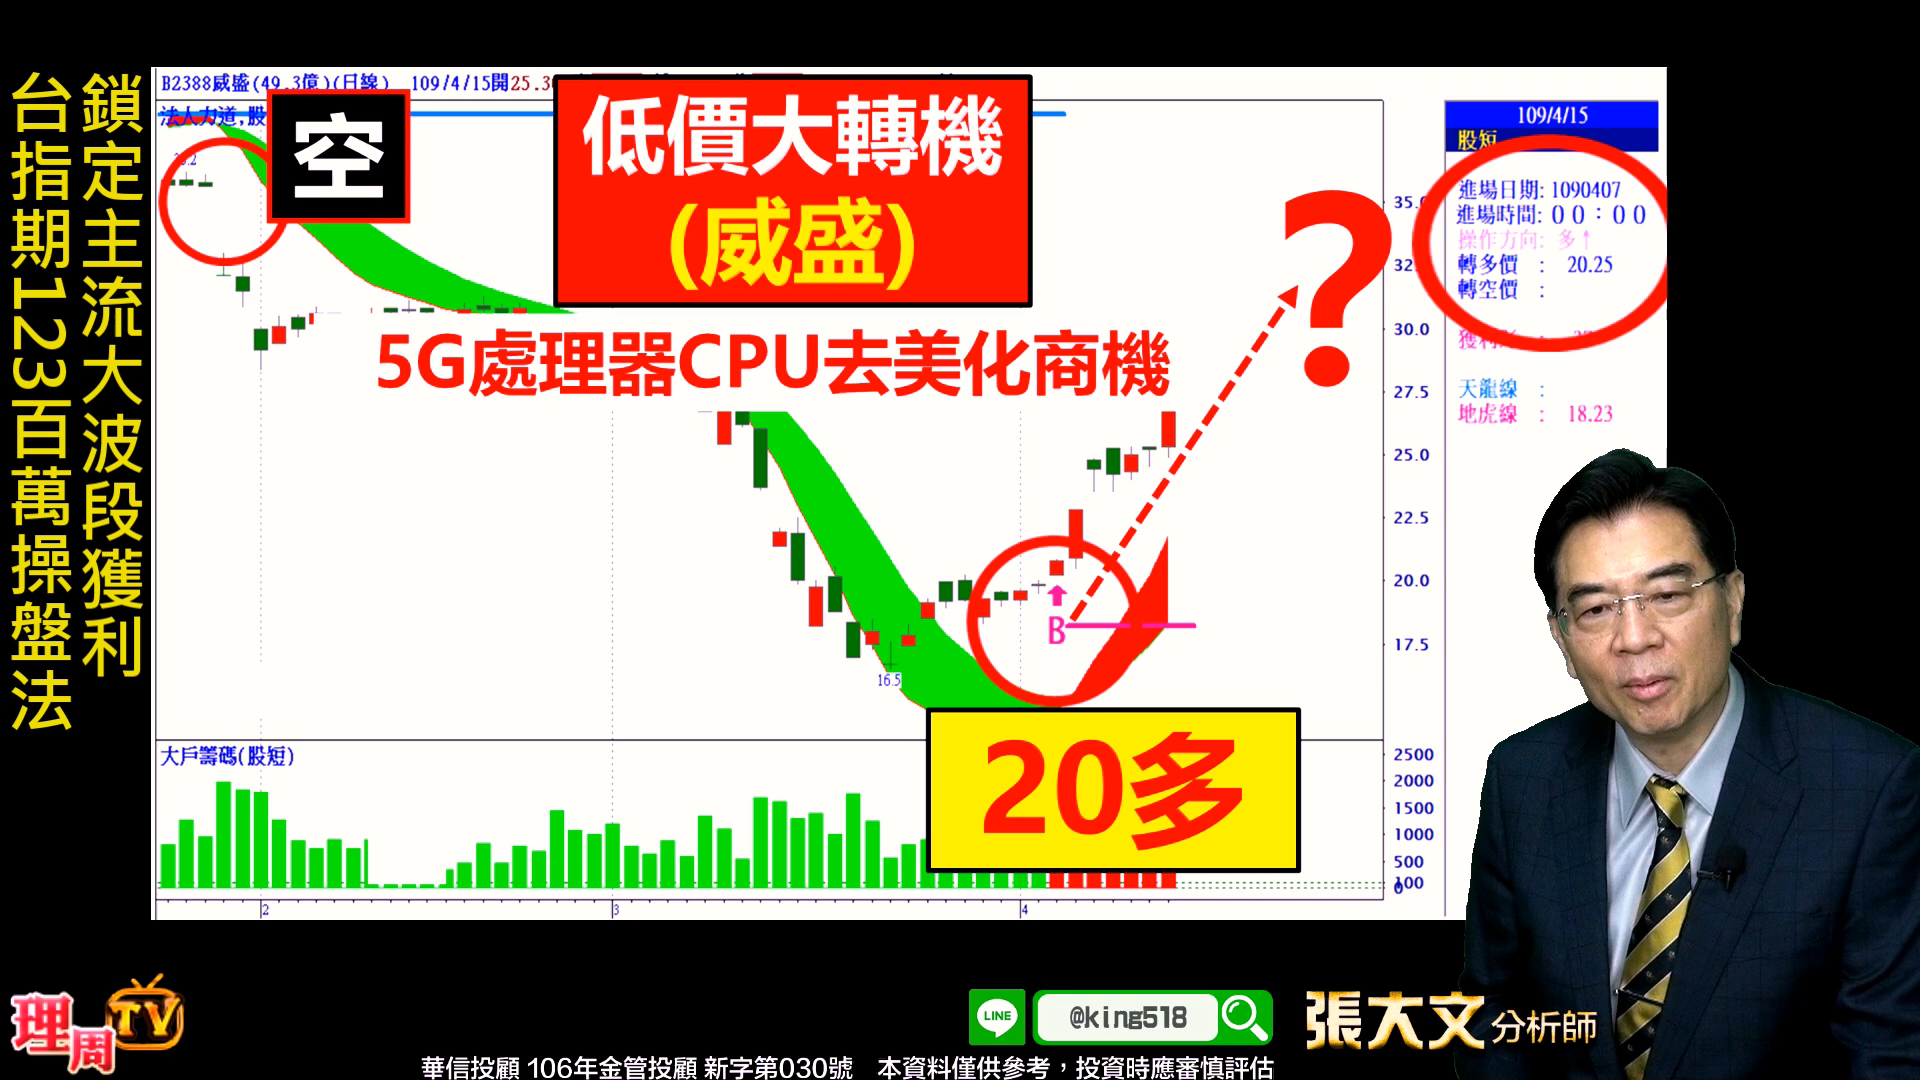 鎖定主流大波段獲利
台指期123百萬操盤法
B2388威盛(49.3億)(日線) 109/4/15開25.3
法人力道,股
空
低價大轉機
(威盛)
5G處理器CPU去美化商機
?
35.0
32.
30.0
27.5
25.0
22.5
20.0
17.5
16.5
B
20多
109/4/15
股短
進場日期: 1090407
進場時間: 00:00
操作方向: 多↑
轉多價 : 20.25
轉空價 :
天龍線 :
地虎線 : 18.23
大戶籌碼(股短)
2500
2000
1500
1000
500
100
0
2
3
4
理周TV
LINE
@king518
張大文 分析師
華信投顧 106年金管投顧 新字第030號 本資料僅供參考，投資時應審慎評估